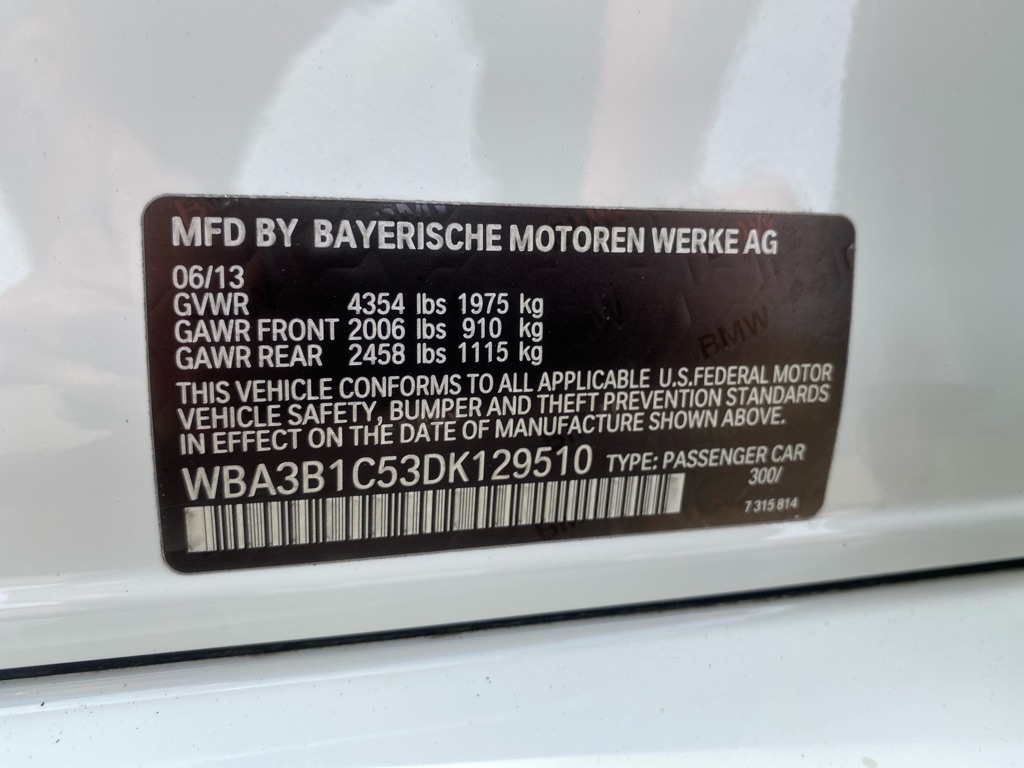 MFD BY BAYERISCHE MOTOREN WERKE AG
06/13
GVWR 4354 lbs 1975 kg
GAWR FRONT 2006 lbs 910 kg
GAWR REAR 2458 lbs 1115 kg
THIS VEHICLE CONFORMS TO ALL APPLICABLE U.S.FEDERAL MOTOR
VEHICLE SAFETY, BUMPER AND THEFT PREVENTION STANDARDS
IN EFFECT ON THE DATE OF MANUFACTURE SHOWN ABOVE.
WBA3B1C53DK129510 TYPE: PASSENGER CAR
300/
7 315 814
BMW
BMW
BMW